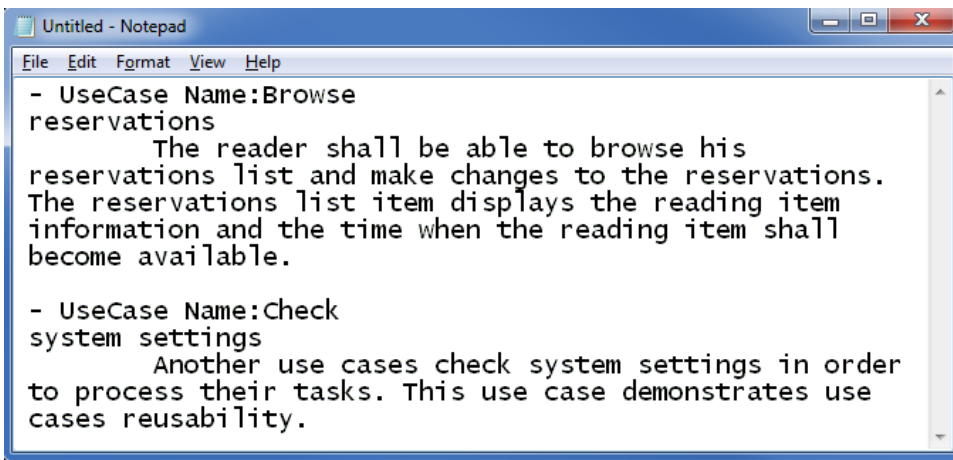 Untitled - Notepad
File Edit Format View Help
- UseCase Name:Browse
reservations
The reader shall be able to browse his
reservations list and make changes to the reservations.
The reservations list item displays the reading item
information and the time when the reading item shall
become available.
- UseCase Name:Check
system settings
Another use cases check system settings in order
to process their tasks. This use case demonstrates use
cases reusability.